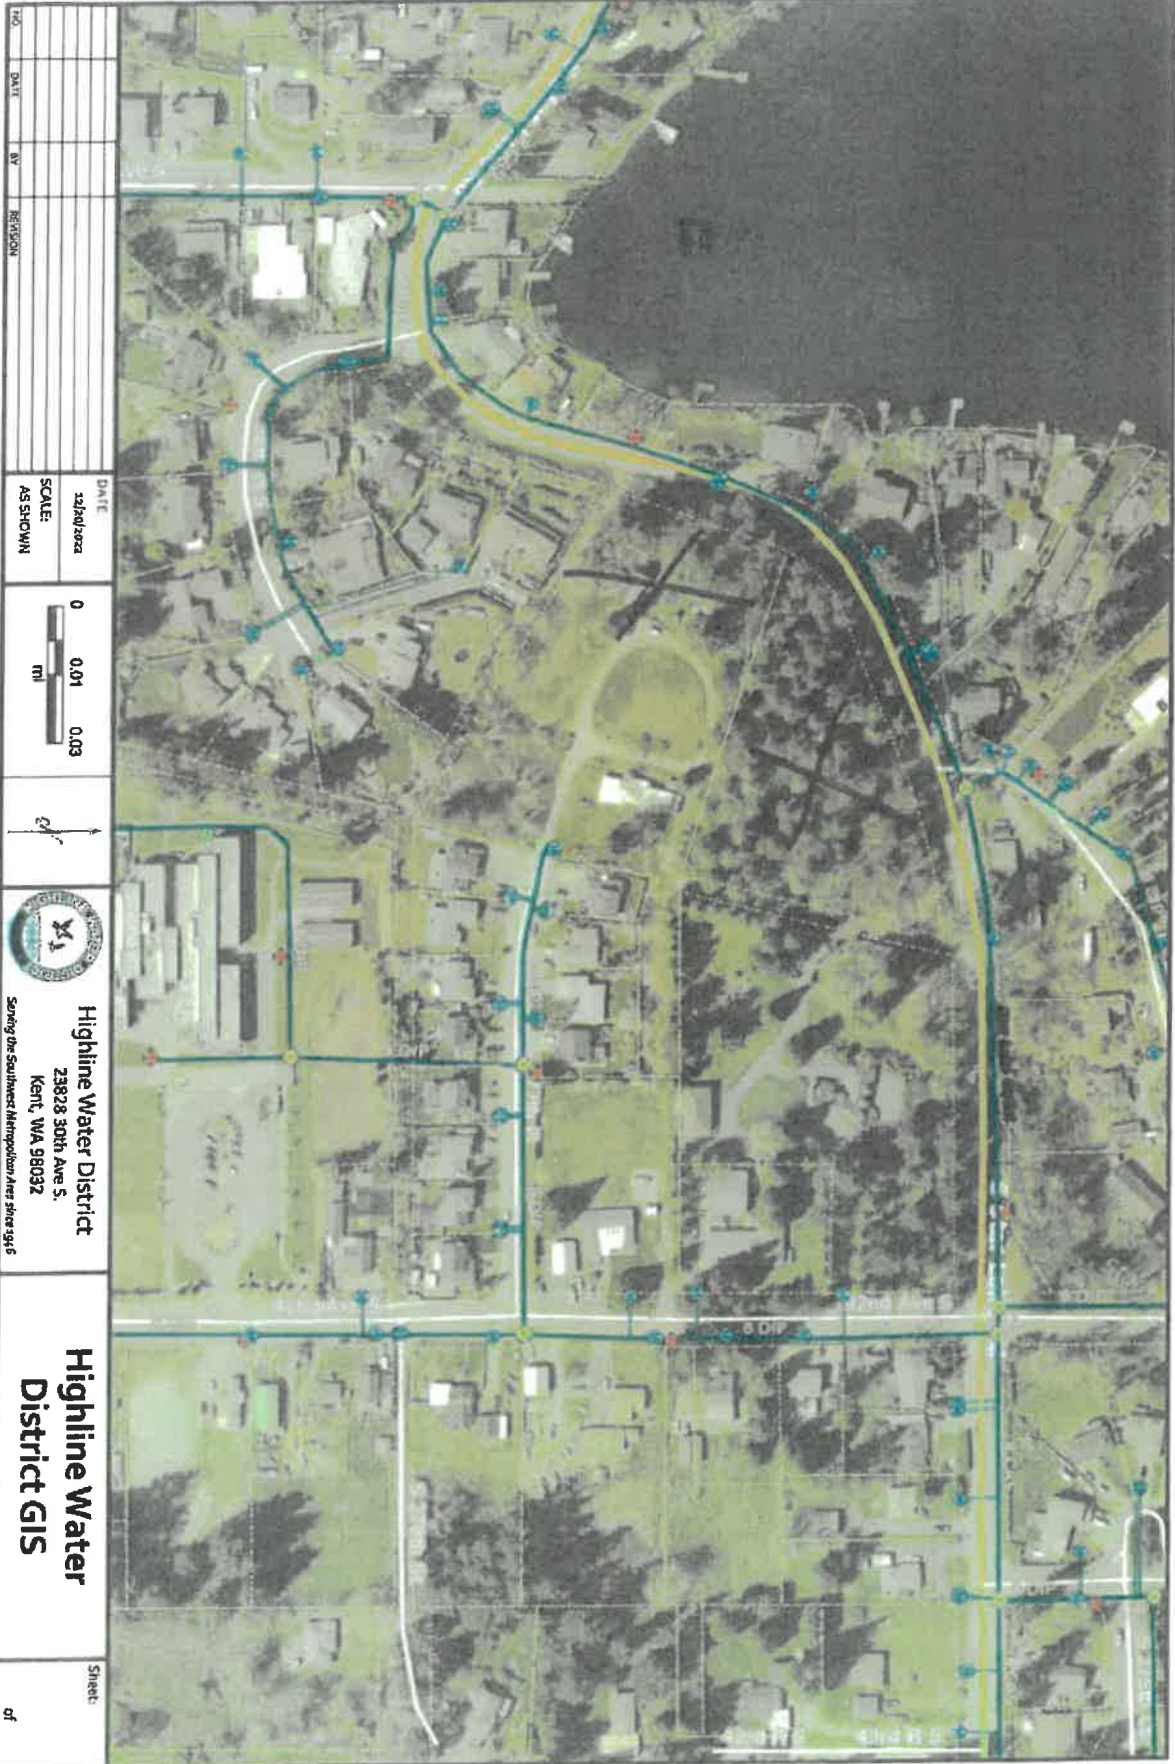 NO.
DATE
BY
REVISION
DATE
12/20/2022
SCALE:
AS SHOWN
0
0.01
0.03
mi
Highline Water District
23828 30th Ave S.
Kent, WA 98032
Serving the Southwest Metropolitan Area since 1946
Highline Water
District GIS
Sheet:
of
8 DIP